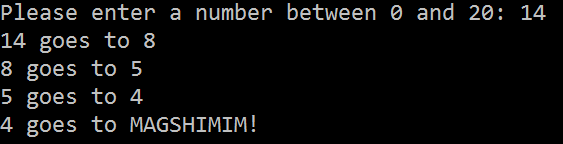 Please enter a number between 0 and 20: 14
14 goes to 8
8 goes to 5
5 goes to 4
4 goes to MAGSHIMIM!